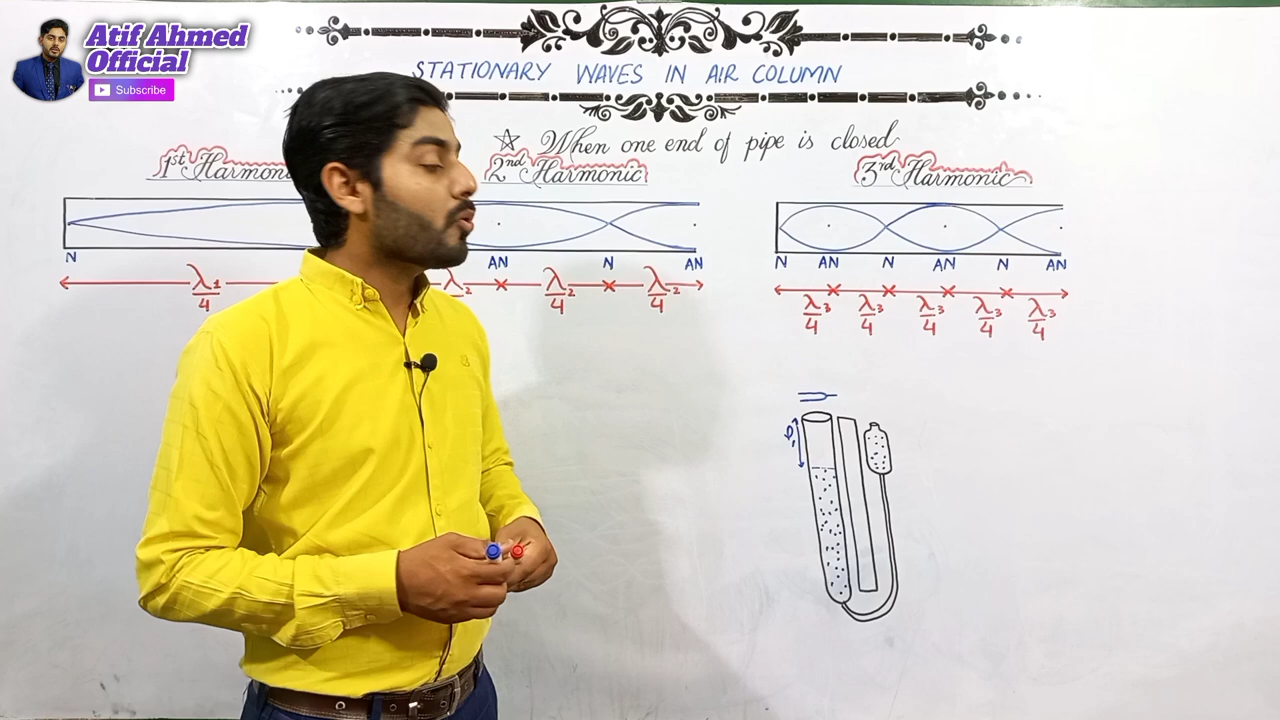 Atif Ahmed
Official
Subscribe
STATIONARY WAVES IN AIR COLUMN
☆ When one end of pipe is closed
1st Harmoni
2nd Harmonic
3rd Harmonic
N
AN N AN
N AN N AN N AN
λ1/4
λ2 λ2/4 λ2/4
λ3/4 λ3/4 λ3/4 λ3/4 λ3/4